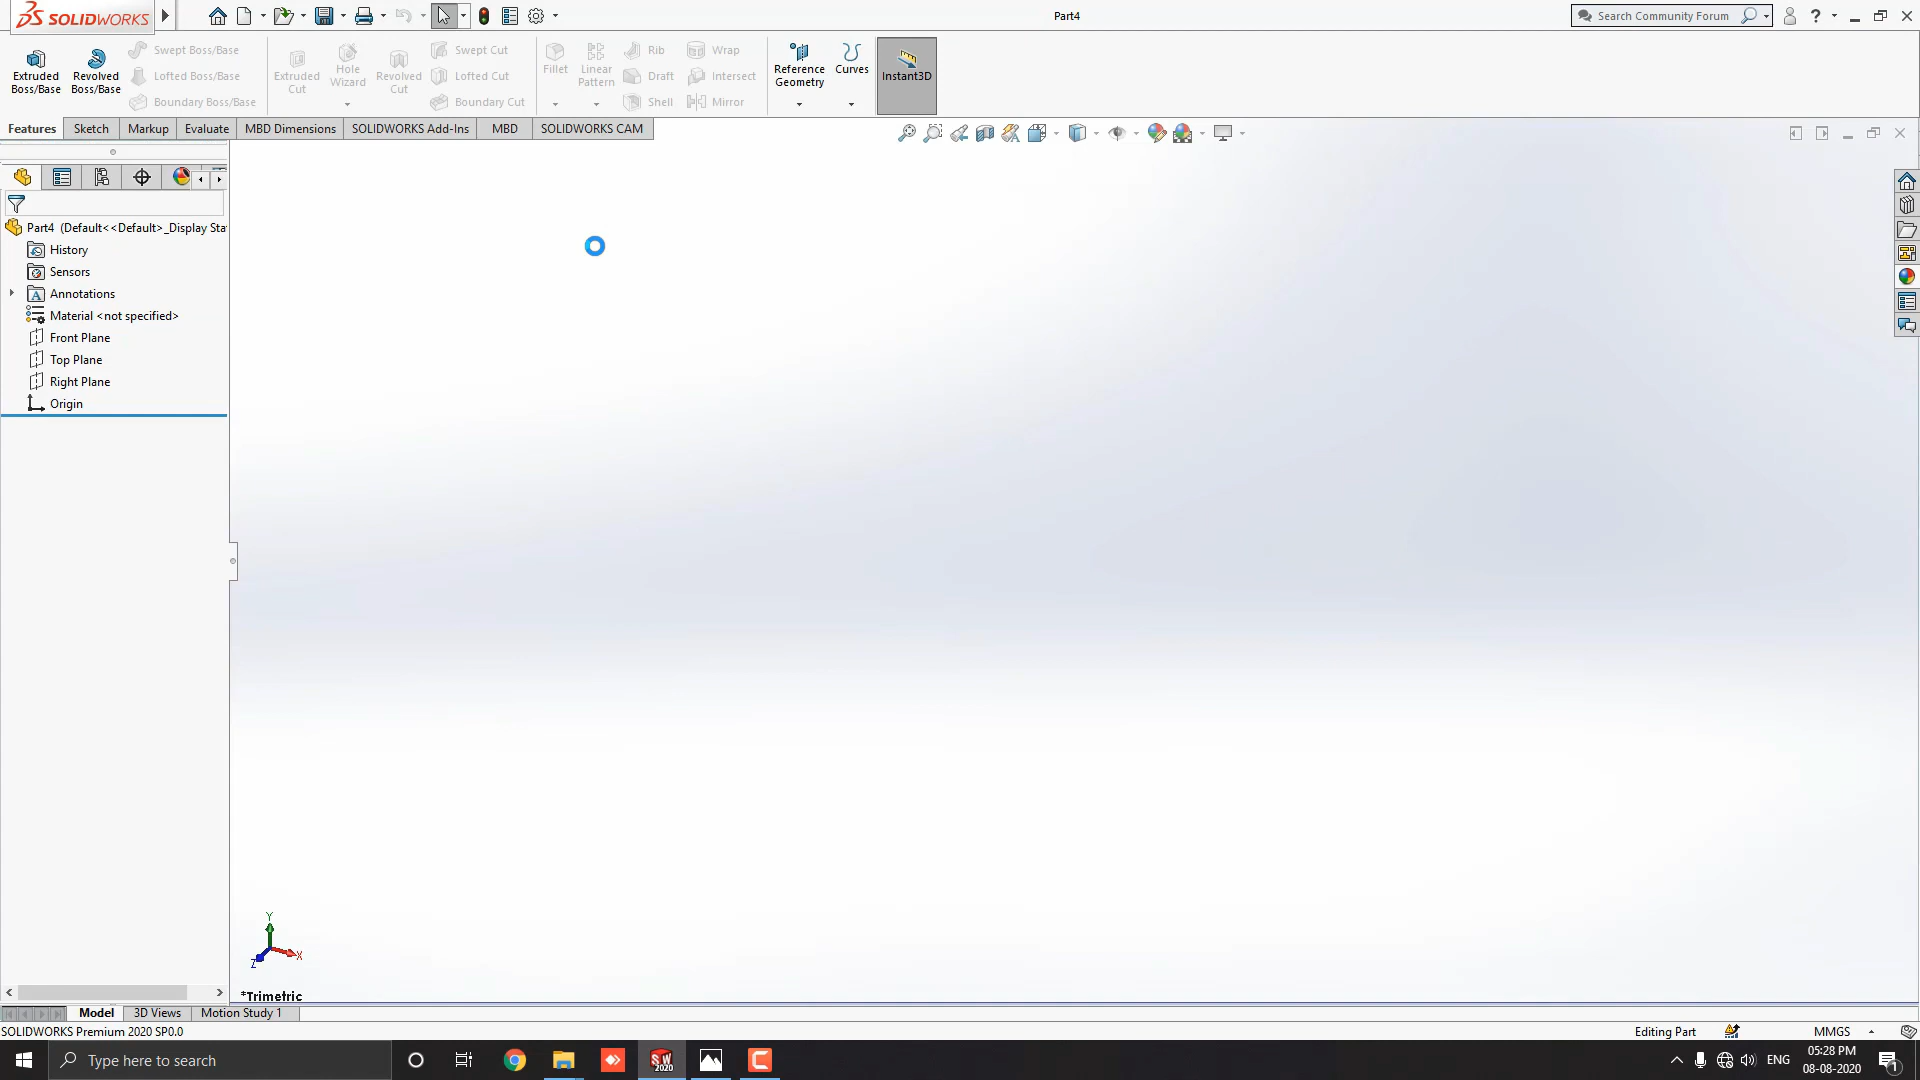 SOLIDWORKS
Part4
Search Community Forum
?
Extruded Boss/Base
Revolved Boss/Base
Swept Boss/Base
Lofted Boss/Base
Boundary Boss/Base
Extruded Cut
Hole Wizard
Revolved Cut
Swept Cut
Lofted Cut
Boundary Cut
Fillet
Linear Pattern
Rib
Draft
Shell
Wrap
Intersect
Mirror
Reference Geometry
Curves
Instant3D
Features
Sketch
Markup
Evaluate
MBD Dimensions
SOLIDWORKS Add-Ins
MBD
SOLIDWORKS CAM
Part4 (Default<<Default>_Display Sta
History
Sensors
Annotations
Material <not specified>
Front Plane
Top Plane
Right Plane
Origin
Y
X
Z
*Trimetric
Model
3D Views
Motion Study 1
SOLIDWORKS Premium 2020 SP0.0
Editing Part
MMGS
Type here to search
SW 2020
ENG
05:28 PM
08-08-2020
1